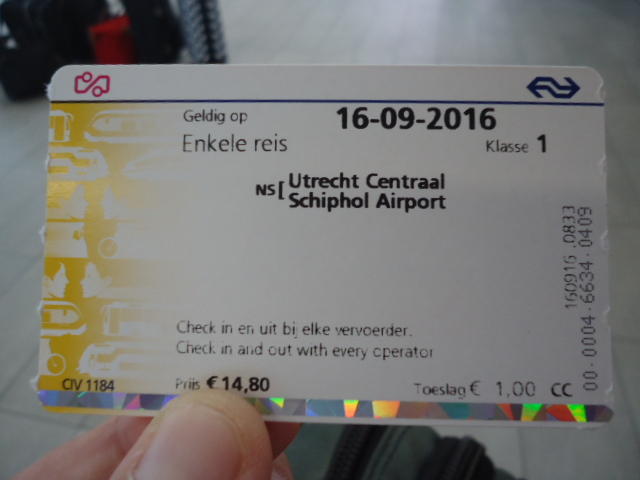 Geldig op 16-09-2016
Enkele reis Klasse 1
NS [ Utrecht Centraal
Schiphol Airport
160916 0833
00-0004-6634-0409
Check in en uit bij elke vervoerder.
Check in and out with every operator
CIV 1184 Prijs € 14,80 Toeslag € 1,00 CC